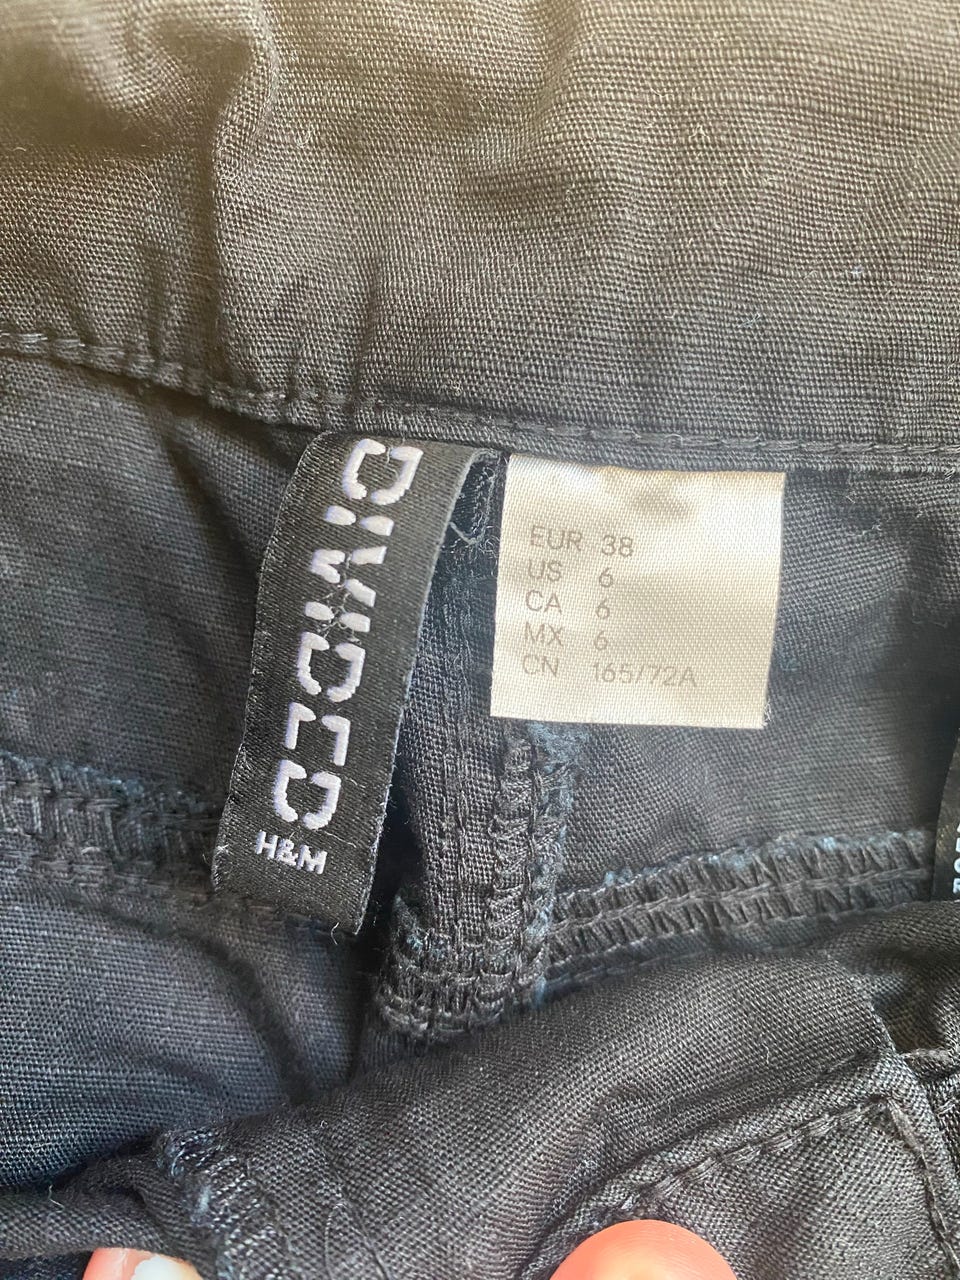 DIVIDED
H&M
EUR 38
US 6
CA 6
MX 6
CN 165/72A